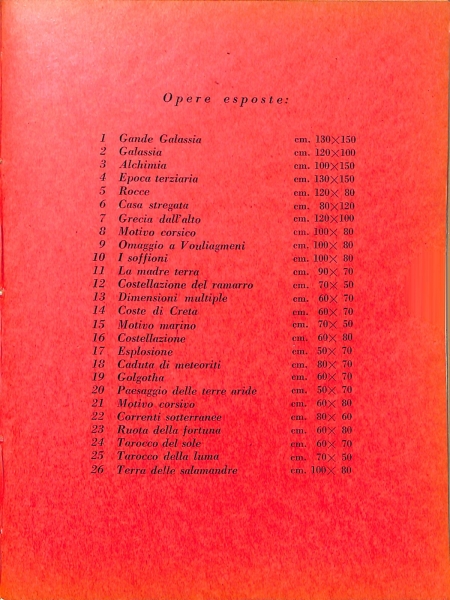 Opere esposte:
1 Gande Galassia cm. 130×150
2 Galassia cm. 120×100
3 Alchimia cm. 100×150
4 Epoca terziaria cm. 130×150
5 Rocce cm. 120× 80
6 Casa stregata cm. 80×120
7 Grecia dall'alto cm. 120×100
8 Motivo corsico cm. 100× 80
9 Omaggio a Vouliagmeni cm. 100× 80
10 I soffioni cm. 100× 80
11 La madre terra cm. 90× 70
12 Costellazione del ramarro cm. 70× 50
13 Dimensioni multiple cm. 60× 70
14 Coste di Creta cm. 60× 70
15 Motivo marino cm. 70× 50
16 Costellazione cm. 60× 80
17 Esplosione cm. 50× 70
18 Caduta di meteoriti cm. 80× 70
19 Golgotha cm. 60× 70
20 Paesaggio delle terre aride cm. 50× 70
21 Motivo corsivo cm. 60× 80
22 Correnti sotterranee cm. 80× 60
23 Ruota della fortuna cm. 60× 80
24 Tarocco del sole cm. 60× 70
25 Tarocco della luma cm. 70× 50
26 Terra delle salamandre cm. 100× 80